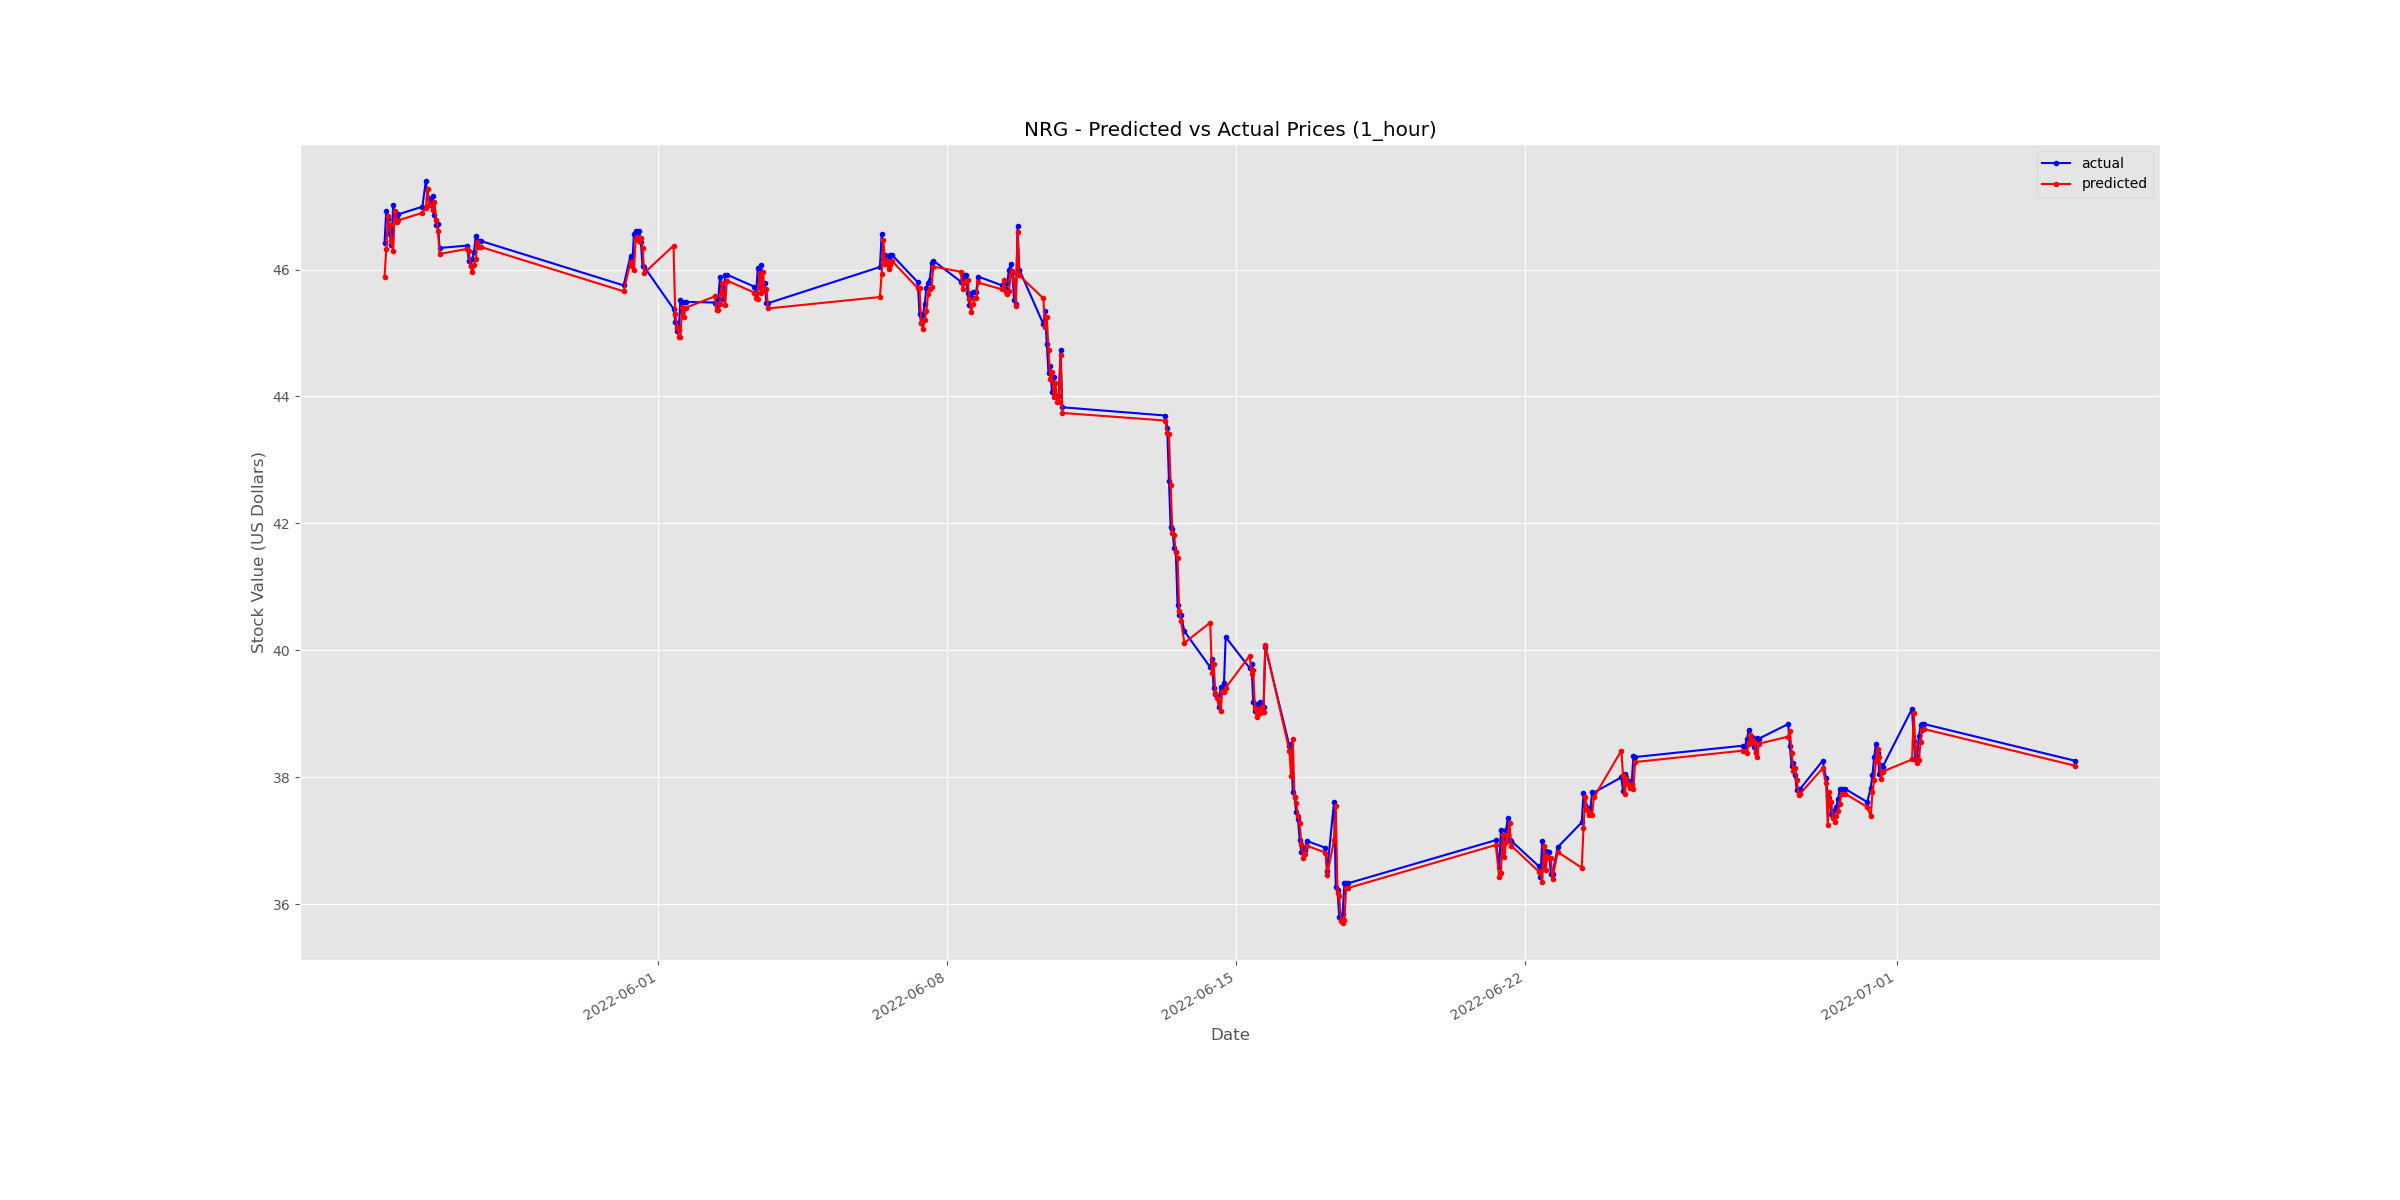 NRG - Predicted vs Actual Prices (1_hour)
actual
predicted
Stock Value (US Dollars)
46
44
42
40
38
36
2022-06-01
2022-06-08
2022-06-15
2022-06-22
2022-07-01
Date